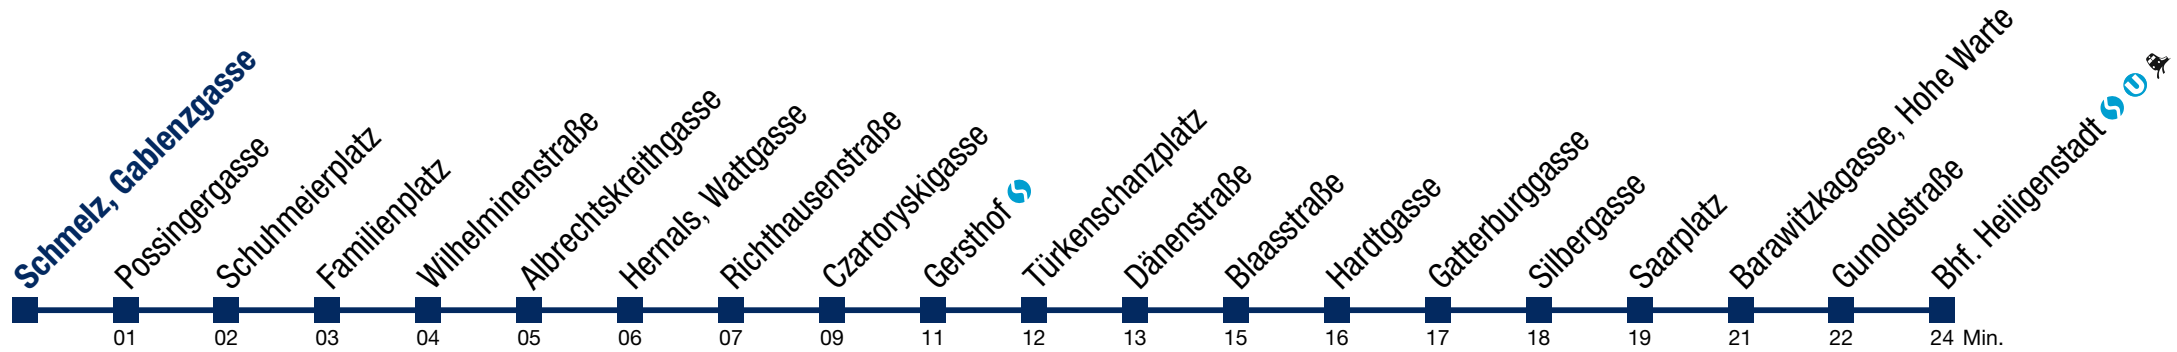 Schmelz, Gablenzgasse
Possingergasse
Schuhmeierplatz
Familienplatz
Wilhelminenstraße
Albrechtskreithgasse
Hernals, Wattgasse
Richthausenstraße
Czartoryskigasse
Gersthof
Türkenschanzplatz
Dänenstraße
Blaasstraße
Hardtgasse
Gatterburggasse
Silbergasse
Saarplatz
Barawitzkagasse, Hohe Warte
Gunoldstraße
Bhf. Heiligenstadt U
01 02 03 04 05 06 07 09 11 12 13 15 16 17 18 19 21 22 24 Min.